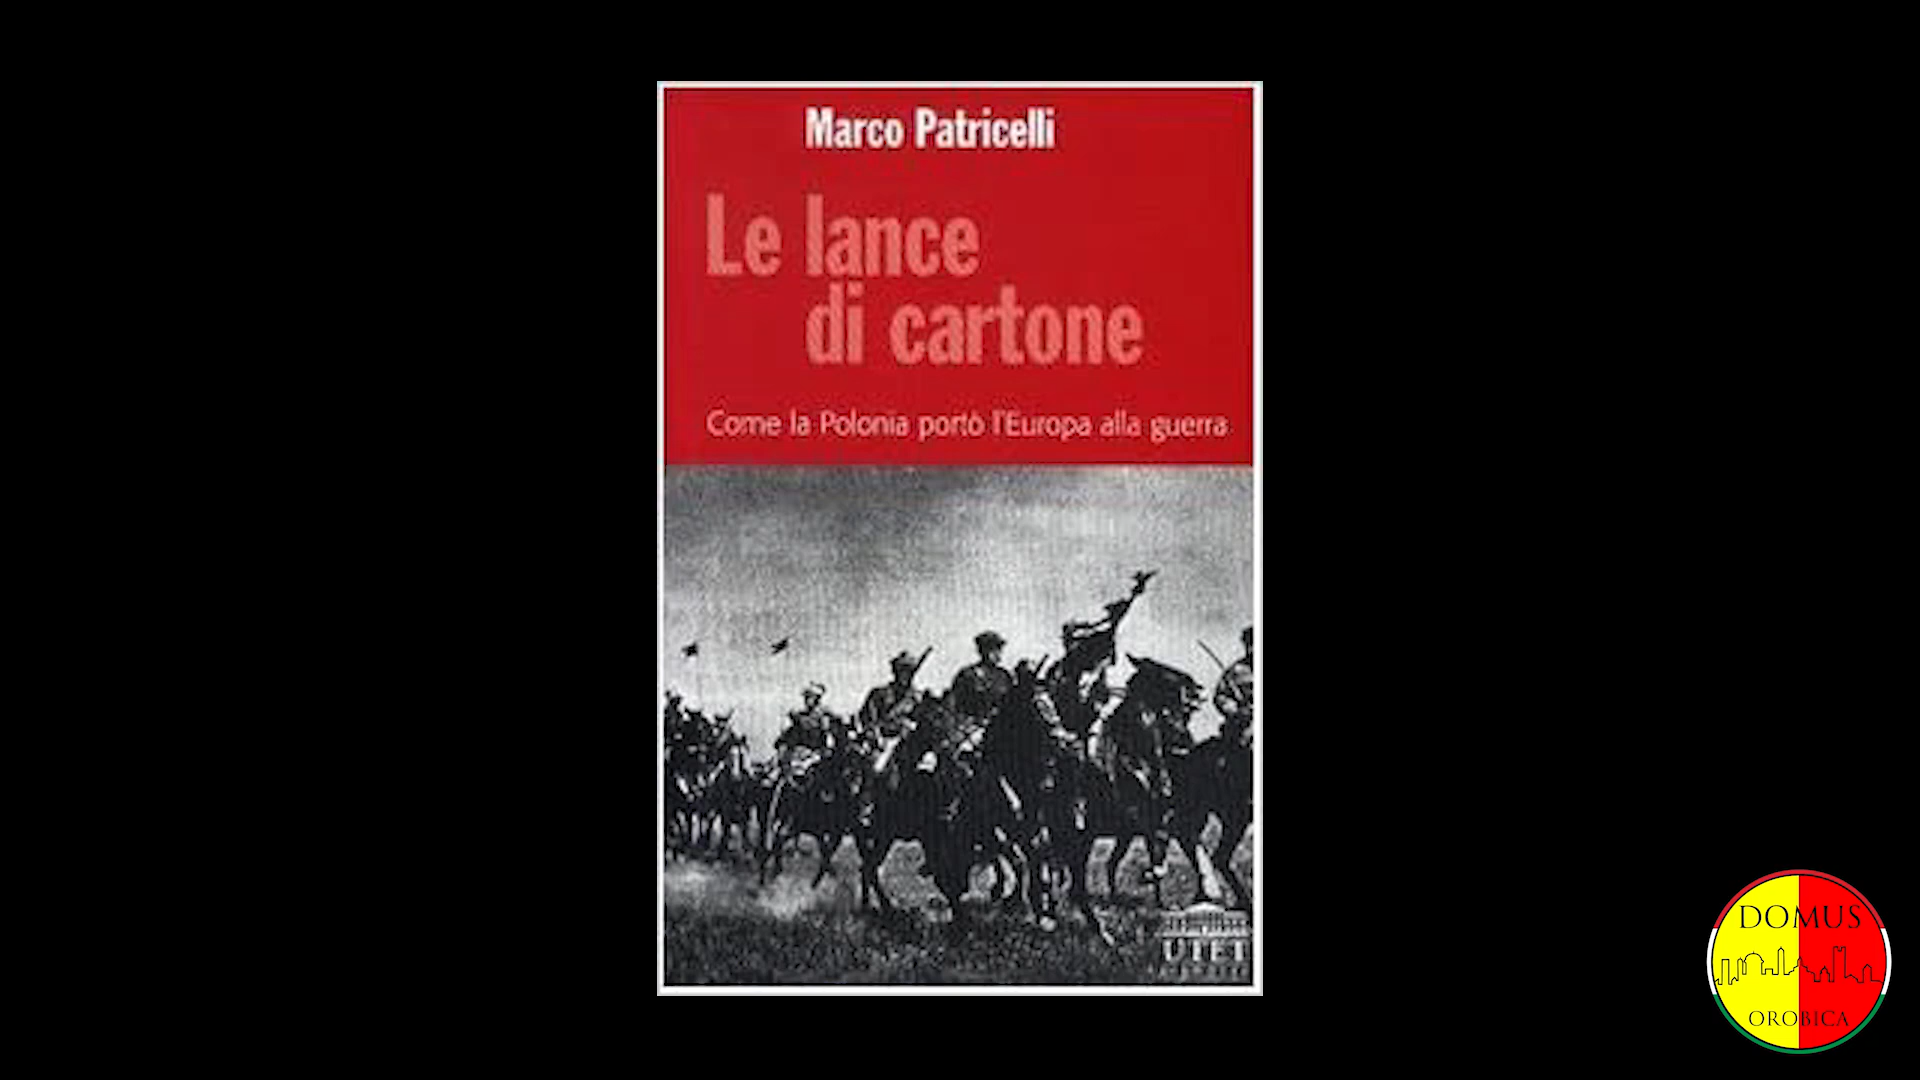 Marco Patricelli
Le lance
di cartone
Come la Polonia portò l'Europa alla guerra
UTET
DOMUS
OROBICA